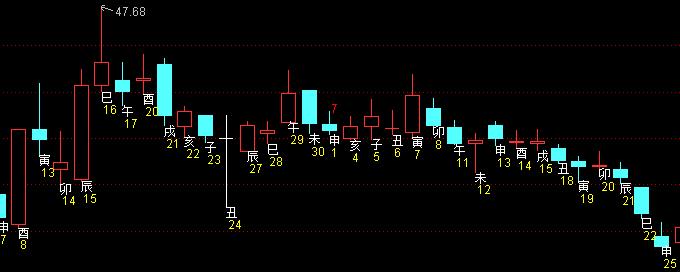 47.68
申
7
酉
8
寅
13
卯
14
辰
15
巳
16
午
17
酉
20
戌
21
亥
22
子
23
丑
24
辰
27
巳
28
午
29
未
30
7
申
1
亥
4
子
5
丑
6
寅
7
卯
8
午
11
未
12
申
13
酉
14
戌
15
丑
18
寅
19
卯
20
辰
21
巳
22
申
25